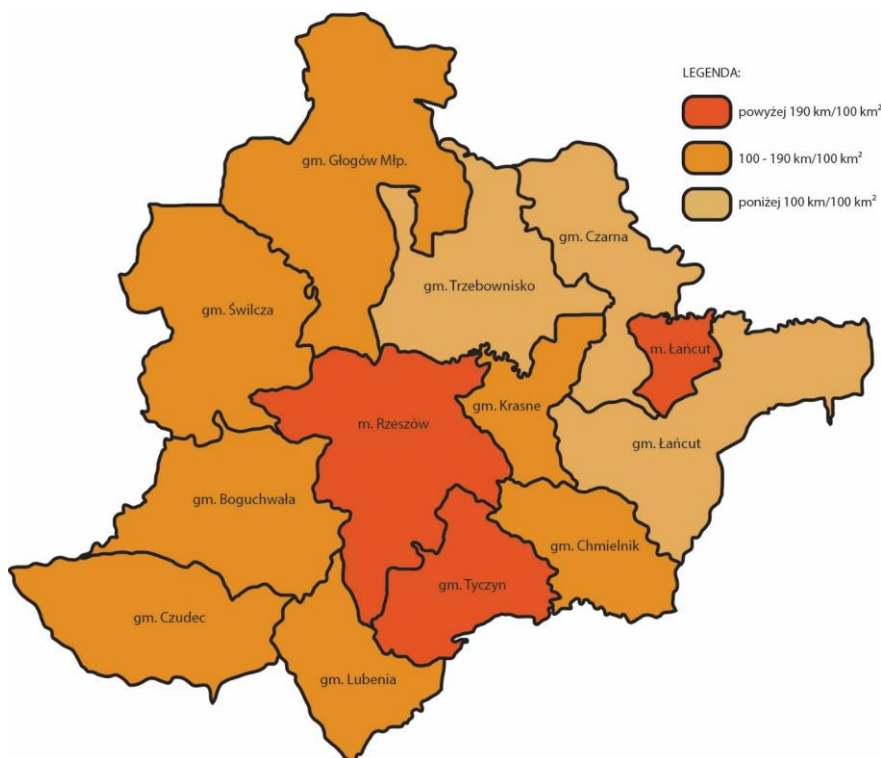 LEGENDA:
powyżej 190 km/100 km²
100 - 190 km/100 km²
poniżej 100 km/100 km²
gm. Głogów Młp.
gm. Czarna
gm. Trzebownisko
gm. Świlcza
m. Łańcut
gm. Krasne
m. Rzeszów
gm. Łańcut
gm. Boguchwała
gm. Chmielnik
gm. Tyczyn
gm. Czudec
gm. Lubenia